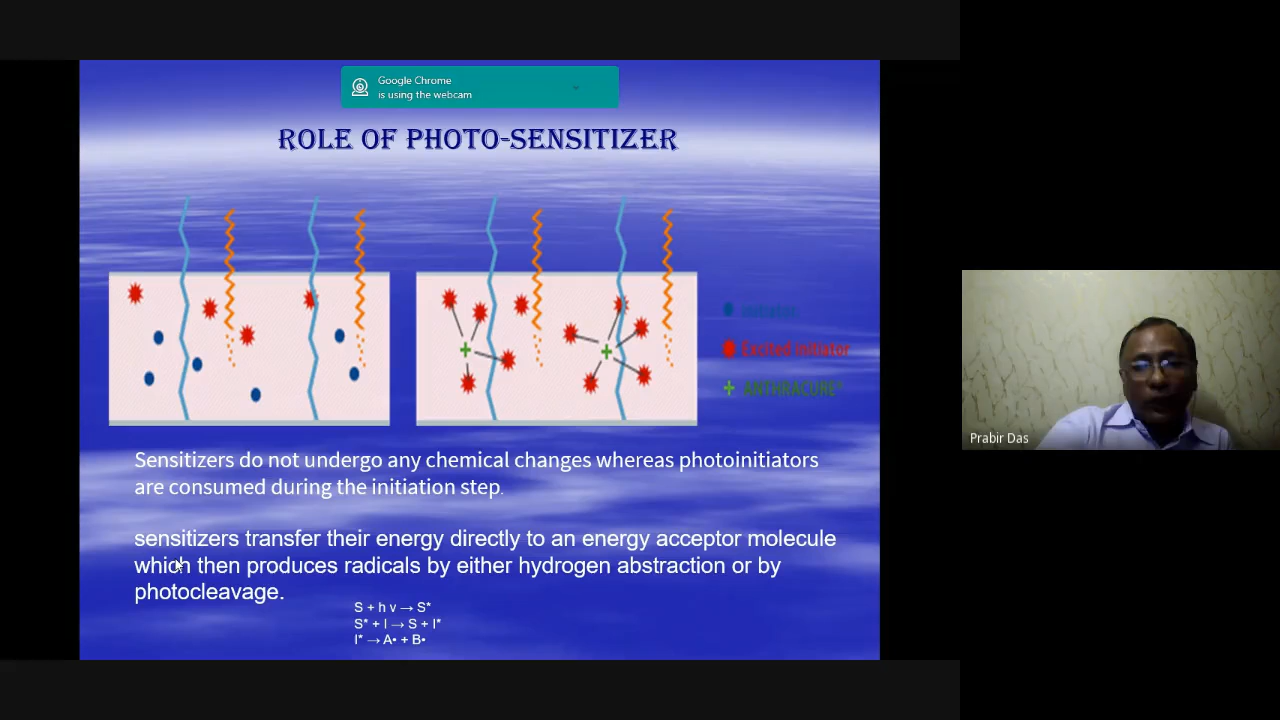 Google Chrome
is using the webcam
ROLE OF PHOTO-SENSITIZER
Initiator
Excited initiator
ANTHRACURE®
Sensitizers do not undergo any chemical changes whereas photoinitiators
are consumed during the initiation step.
sensitizers transfer their energy directly to an energy acceptor molecule
which then produces radicals by either hydrogen abstraction or by
photocleavage.
S + h ν → S*
S* + I → S + I*
I* → A• + B•
Prabir Das